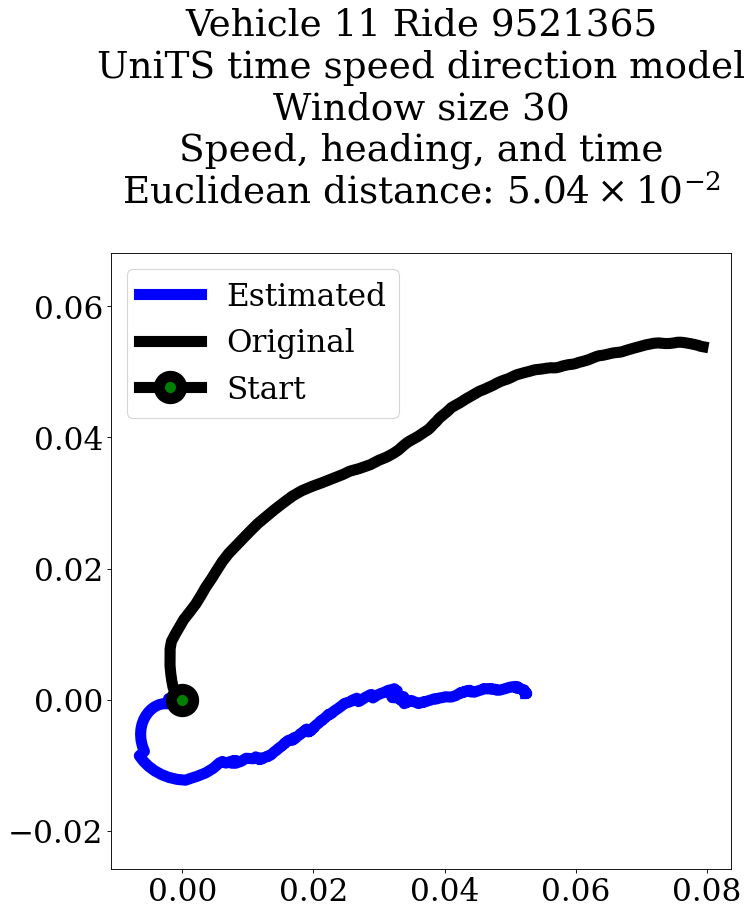 Vehicle 11 Ride 9521365
UniTS time speed direction model
Window size 30
Speed, heading, and time
Euclidean distance: 5.04 × 10⁻²
Estimated
Original
Start
0.06
0.04
0.02
0.00
−0.02
0.00 0.02 0.04 0.06 0.08